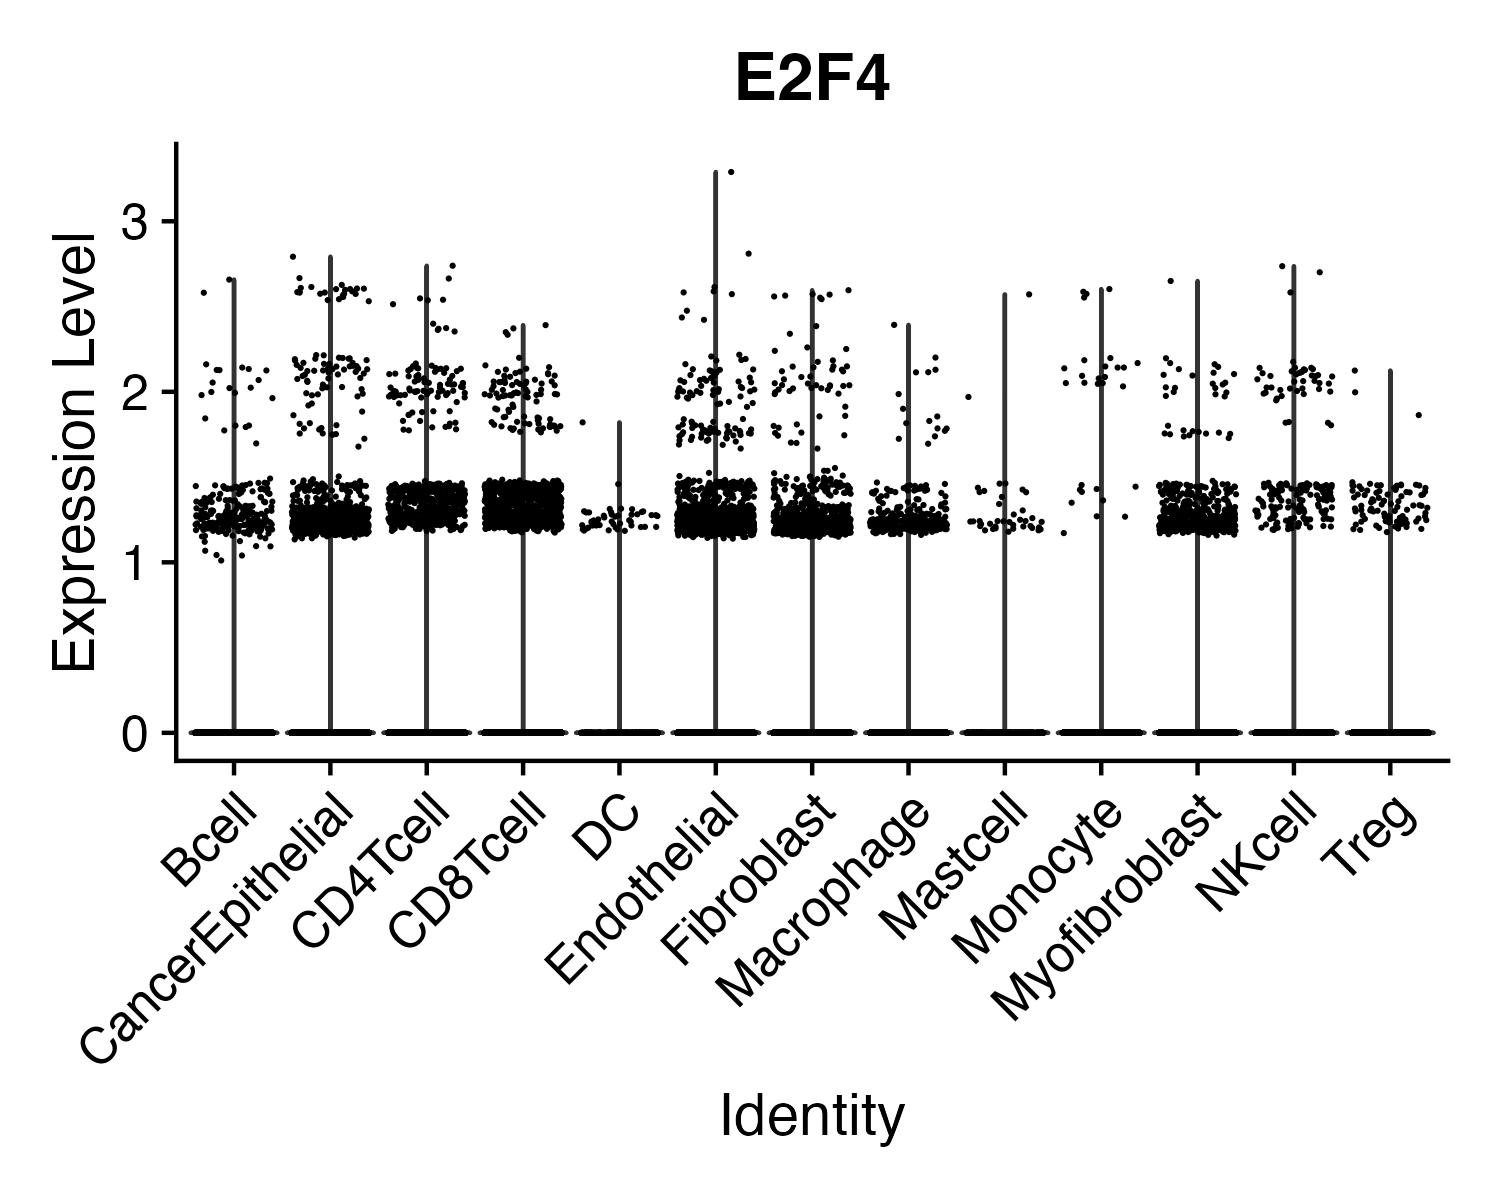 E2F4
Expression Level
3
2
1
0
Bcell
CancerEpithelial
CD4Tcell
CD8Tcell
DC
Endothelial
Fibroblast
Macrophage
Mastcell
Monocyte
Myofibroblast
NKcell
Treg
Identity